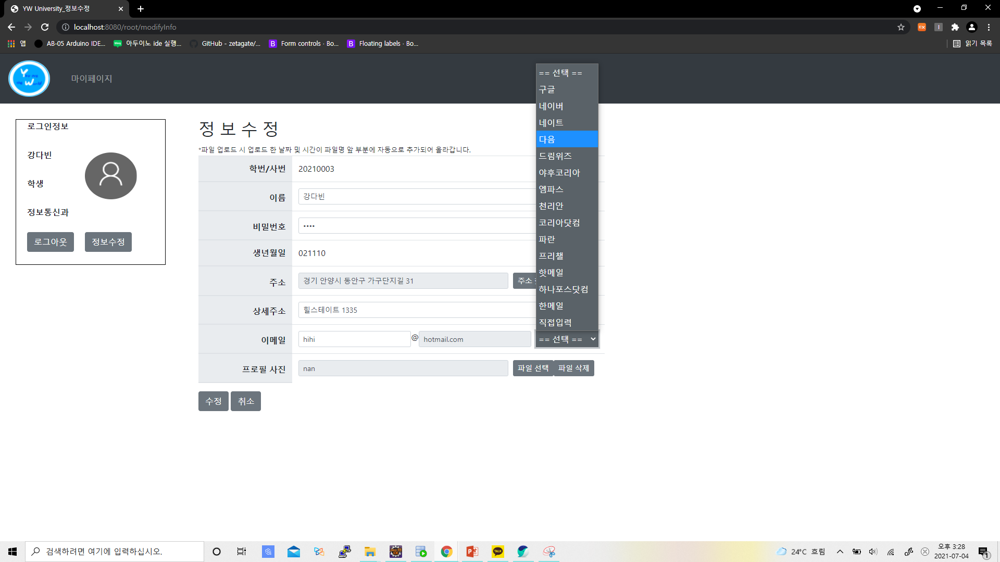 YW University_정보수정
localhost:8080/root/modifyInfo
앱
AB-05 Arduino IDE...
아두이노 ide 실행...
GitHub - zetagate/...
Form controls · Bo...
Floating labels · Bo...
읽기 목록
마이페이지
로그인정보
강다빈
학생
정보통신과
로그아웃
정보수정
정 보 수 정
*파일 업로드 시 업로드 한 날짜 및 시간이 파일명 앞 부분에 자동으로 추가되어 올라갑니다.
학번/사번 20210003
이름 강다빈
비밀번호 ••••
생년월일 021110
주소 경기 안양시 동안구 가구단지길 31 주소
상세주소 힐스테이트 1335
이메일 hihi @ hotmail.com == 선택 ==
프로필 사진 nan 파일 선택 파일 삭제
수정 취소
== 선택 ==
구글
네이버
네이트
다음
드림위즈
야후코리아
엠파스
천리안
코리아닷컴
파란
프리챌
핫메일
하나포스닷컴
한메일
직접입력
검색하려면 여기에 입력하십시오.
24°C 흐림
오후 3:28
2021-07-04
1